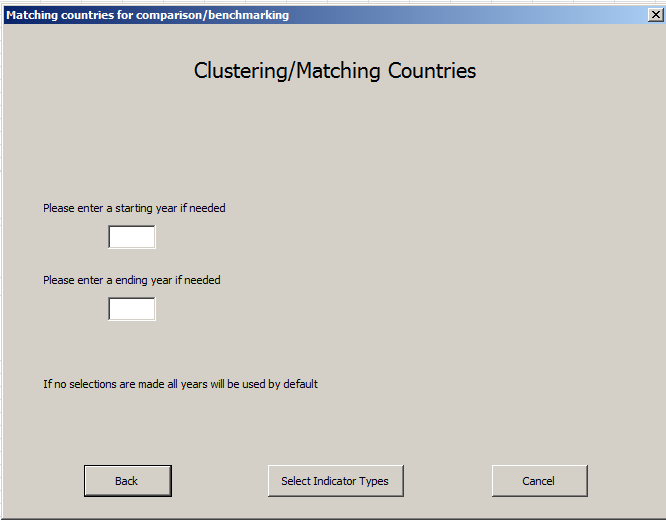 Matching countries for comparison/benchmarking
Clustering/Matching Countries
Please enter a starting year if needed
Please enter a ending year if needed
If no selections are made all years will be used by default
Back
Select Indicator Types
Cancel